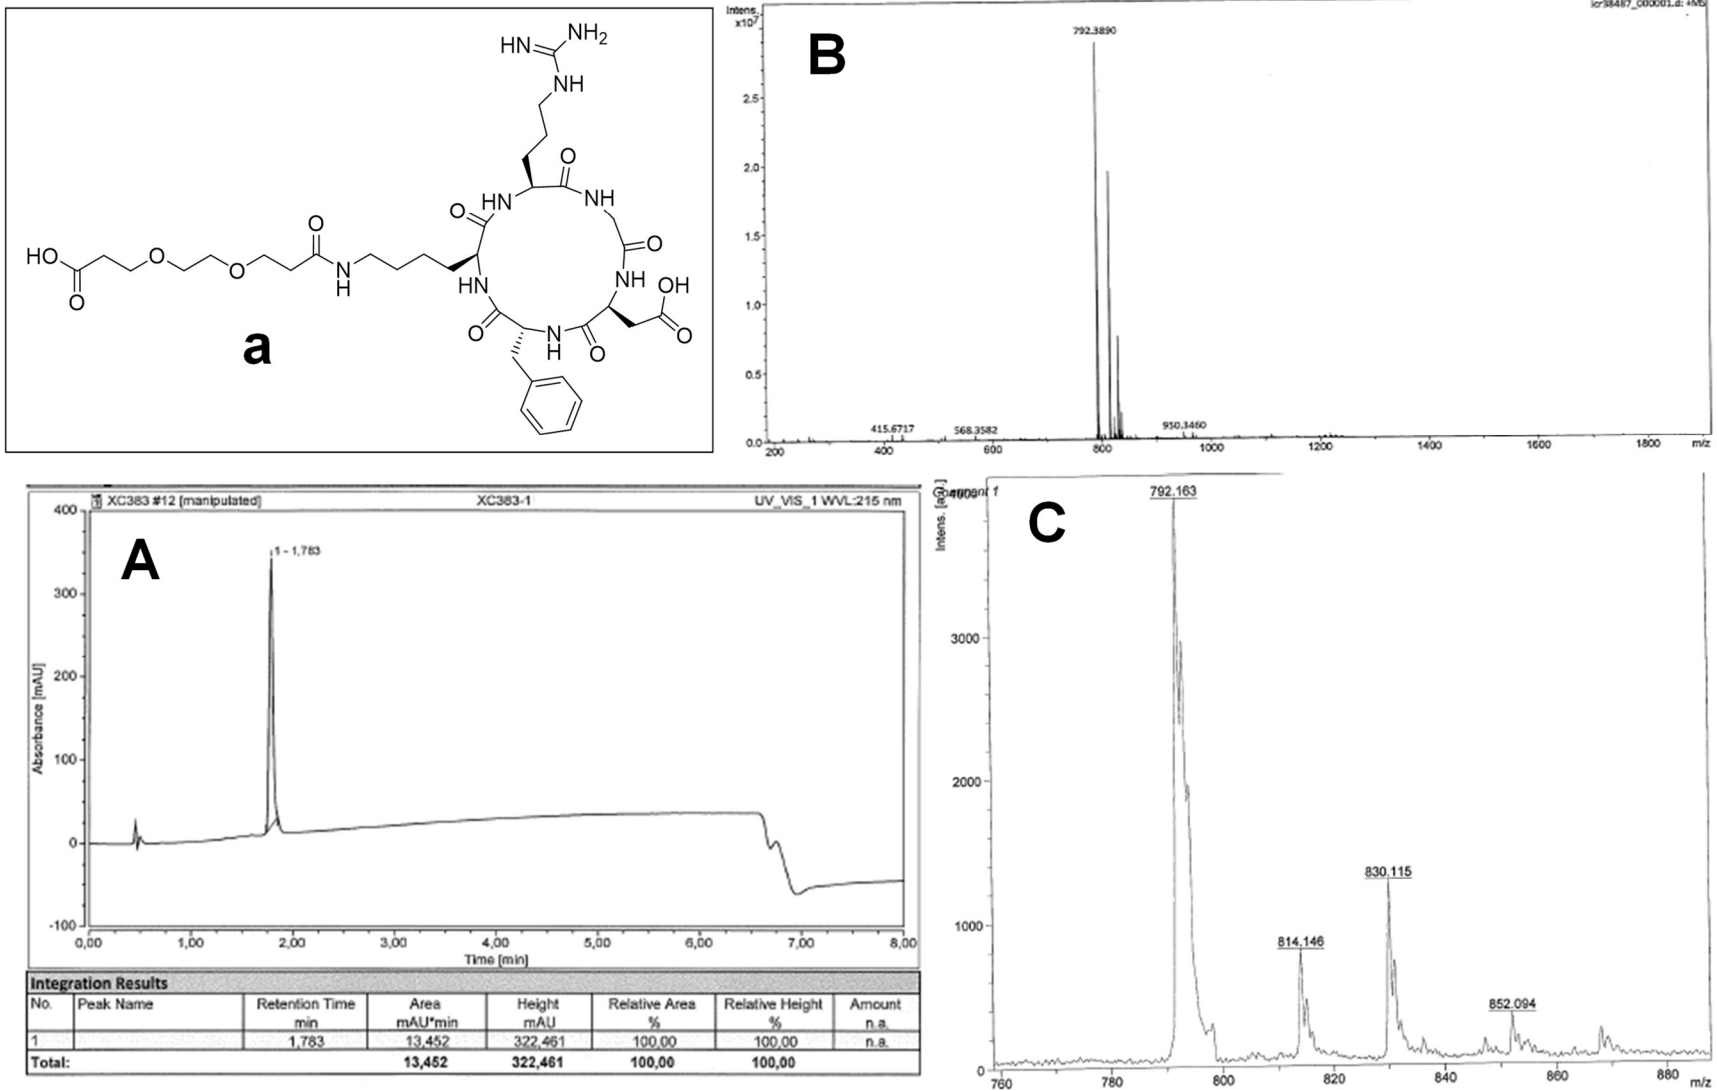 HN
NH2
NH
O
HN
NH
O
O
HO
O
O
O
N
H
O
NH
OH
HN
O
N
H
O
O
a
B
Intens.
x10⁷
792.3890
2.5
2.0
1.5
1.0
0.5
0.0
415.6717
568.3582
950.3460
200
400
600
800
1000
1200
1400
1600
1800
m/z
XC383 #12 [manipulated]
XC383-1
UV_VIS_1 WVL:215 nm
A
1 - 1,783
Absorbance [mAU]
400
300
200
100
0
-100
0,00
1,00
2,00
3,00
4,00
5,00
6,00
7,00
8,00
Time [min]
Integration Results
No. Peak Name Retention Time Area Height Relative Area Relative Height Amount
min mAU*min mAU % % n.a.
1 1,783 13,452 322,461 100,00 100,00 n.a.
Total: 13,452 322,461 100,00 100,00
C
Intens. [a.u.]
792.163
814.146
830.115
852.094
3000
2000
1000
0
760
780
800
820
840
860
880
m/z